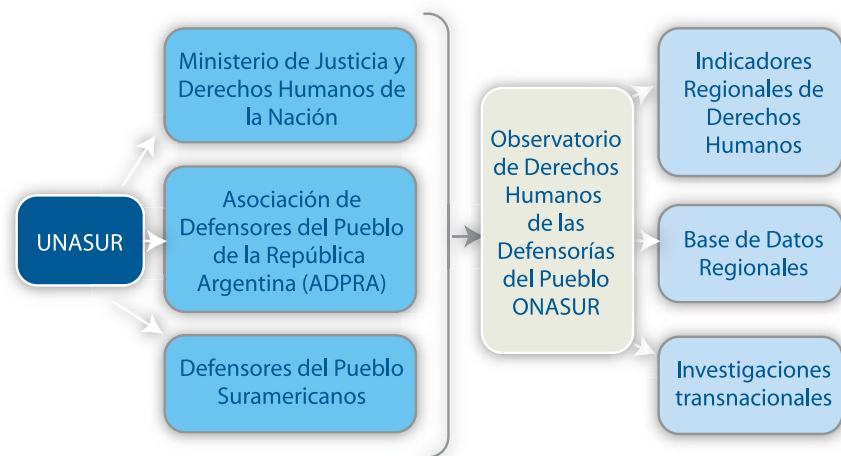 UNASUR
Ministerio de Justicia y
Derechos Humanos de
la Nación
Asociación de
Defensores del Pueblo
de la República
Argentina (ADPRA)
Defensores del Pueblo
Suramericanos
Observatorio
de Derechos
Humanos
de las
Defensorías
del Pueblo
ONASUR
Indicadores
Regionales de
Derechos
Humanos
Base de Datos
Regionales
Investigaciones
transnacionales